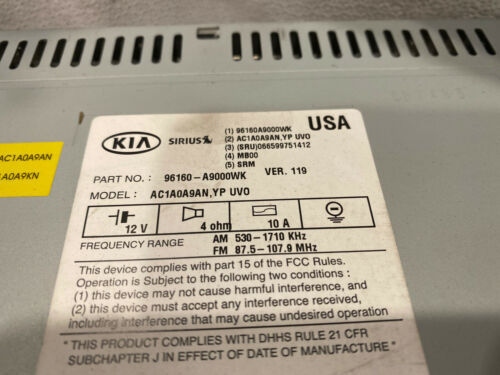 AC1A0A9AN
A0A9KN
KIA
SIRIUS
(1) 96160A9000WK
(2) AC1A0A9AN,YP UVO
(3) (SRU)066599751412
(4) MB00
(5) SRM
USA
PART NO. : 96160-A9000WK VER. 119
MODEL : AC1A0A9AN,YP UVO
12 V 4 ohm 10 A
FREQUENCY RANGE AM 530-1710 KHz
FM 87.5-107.9 MHz
This device complies with part 15 of the FCC Rules.
Operation is Subject to the following two conditions :
(1) this device may not cause harmful interference, and
(2) this device must accept any interference received,
including interference that may cause undesired operation
"THIS PRODUCT COMPLIES WITH DHHS RULE 21 CFR
SUBCHAPTER J IN EFFECT OF DATE OF MANUFACTURE"